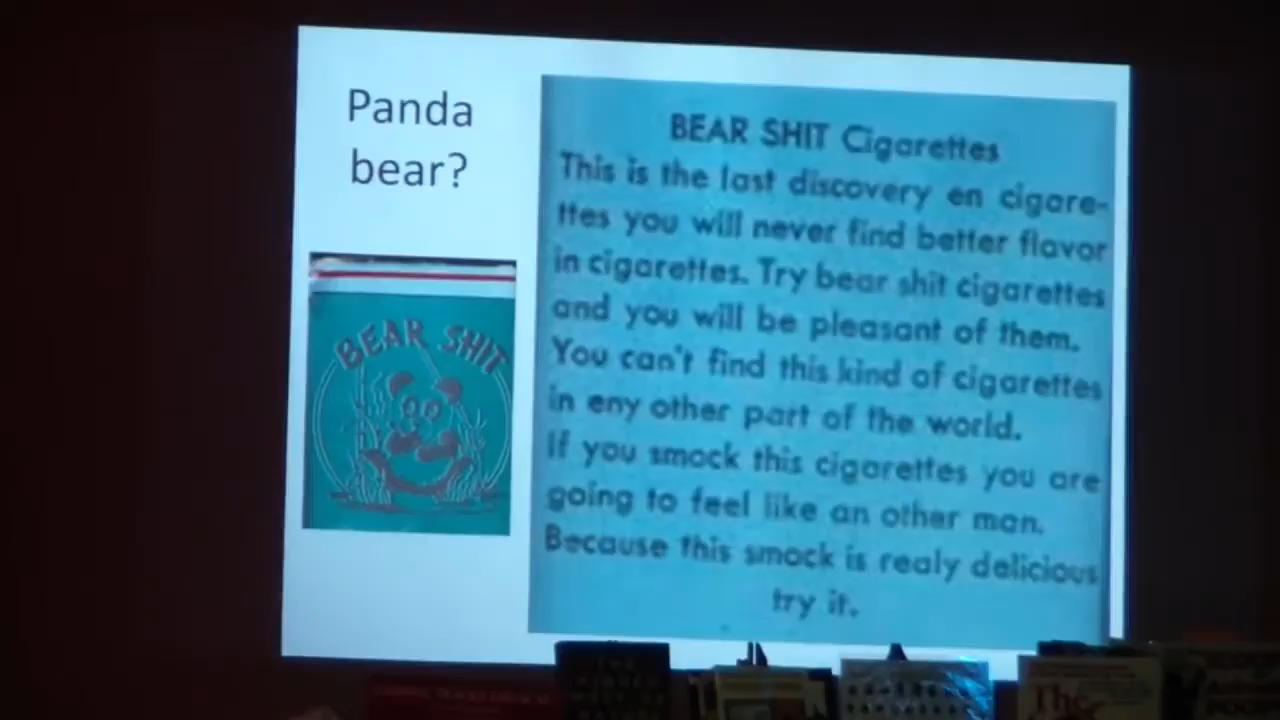 Panda
bear?
BEAR SHIT
BEAR SHIT Cigarettes
This is the last discovery en cigare-
ttes you will never find better flavor
in cigarettes. Try bear shit cigarettes
and you will be pleasant of them.
You can't find this kind of cigarettes
in eny other part of the world.
If you smock this cigarettes you are
going to feel like an other man.
Because this smock is realy delicious
try it.
The